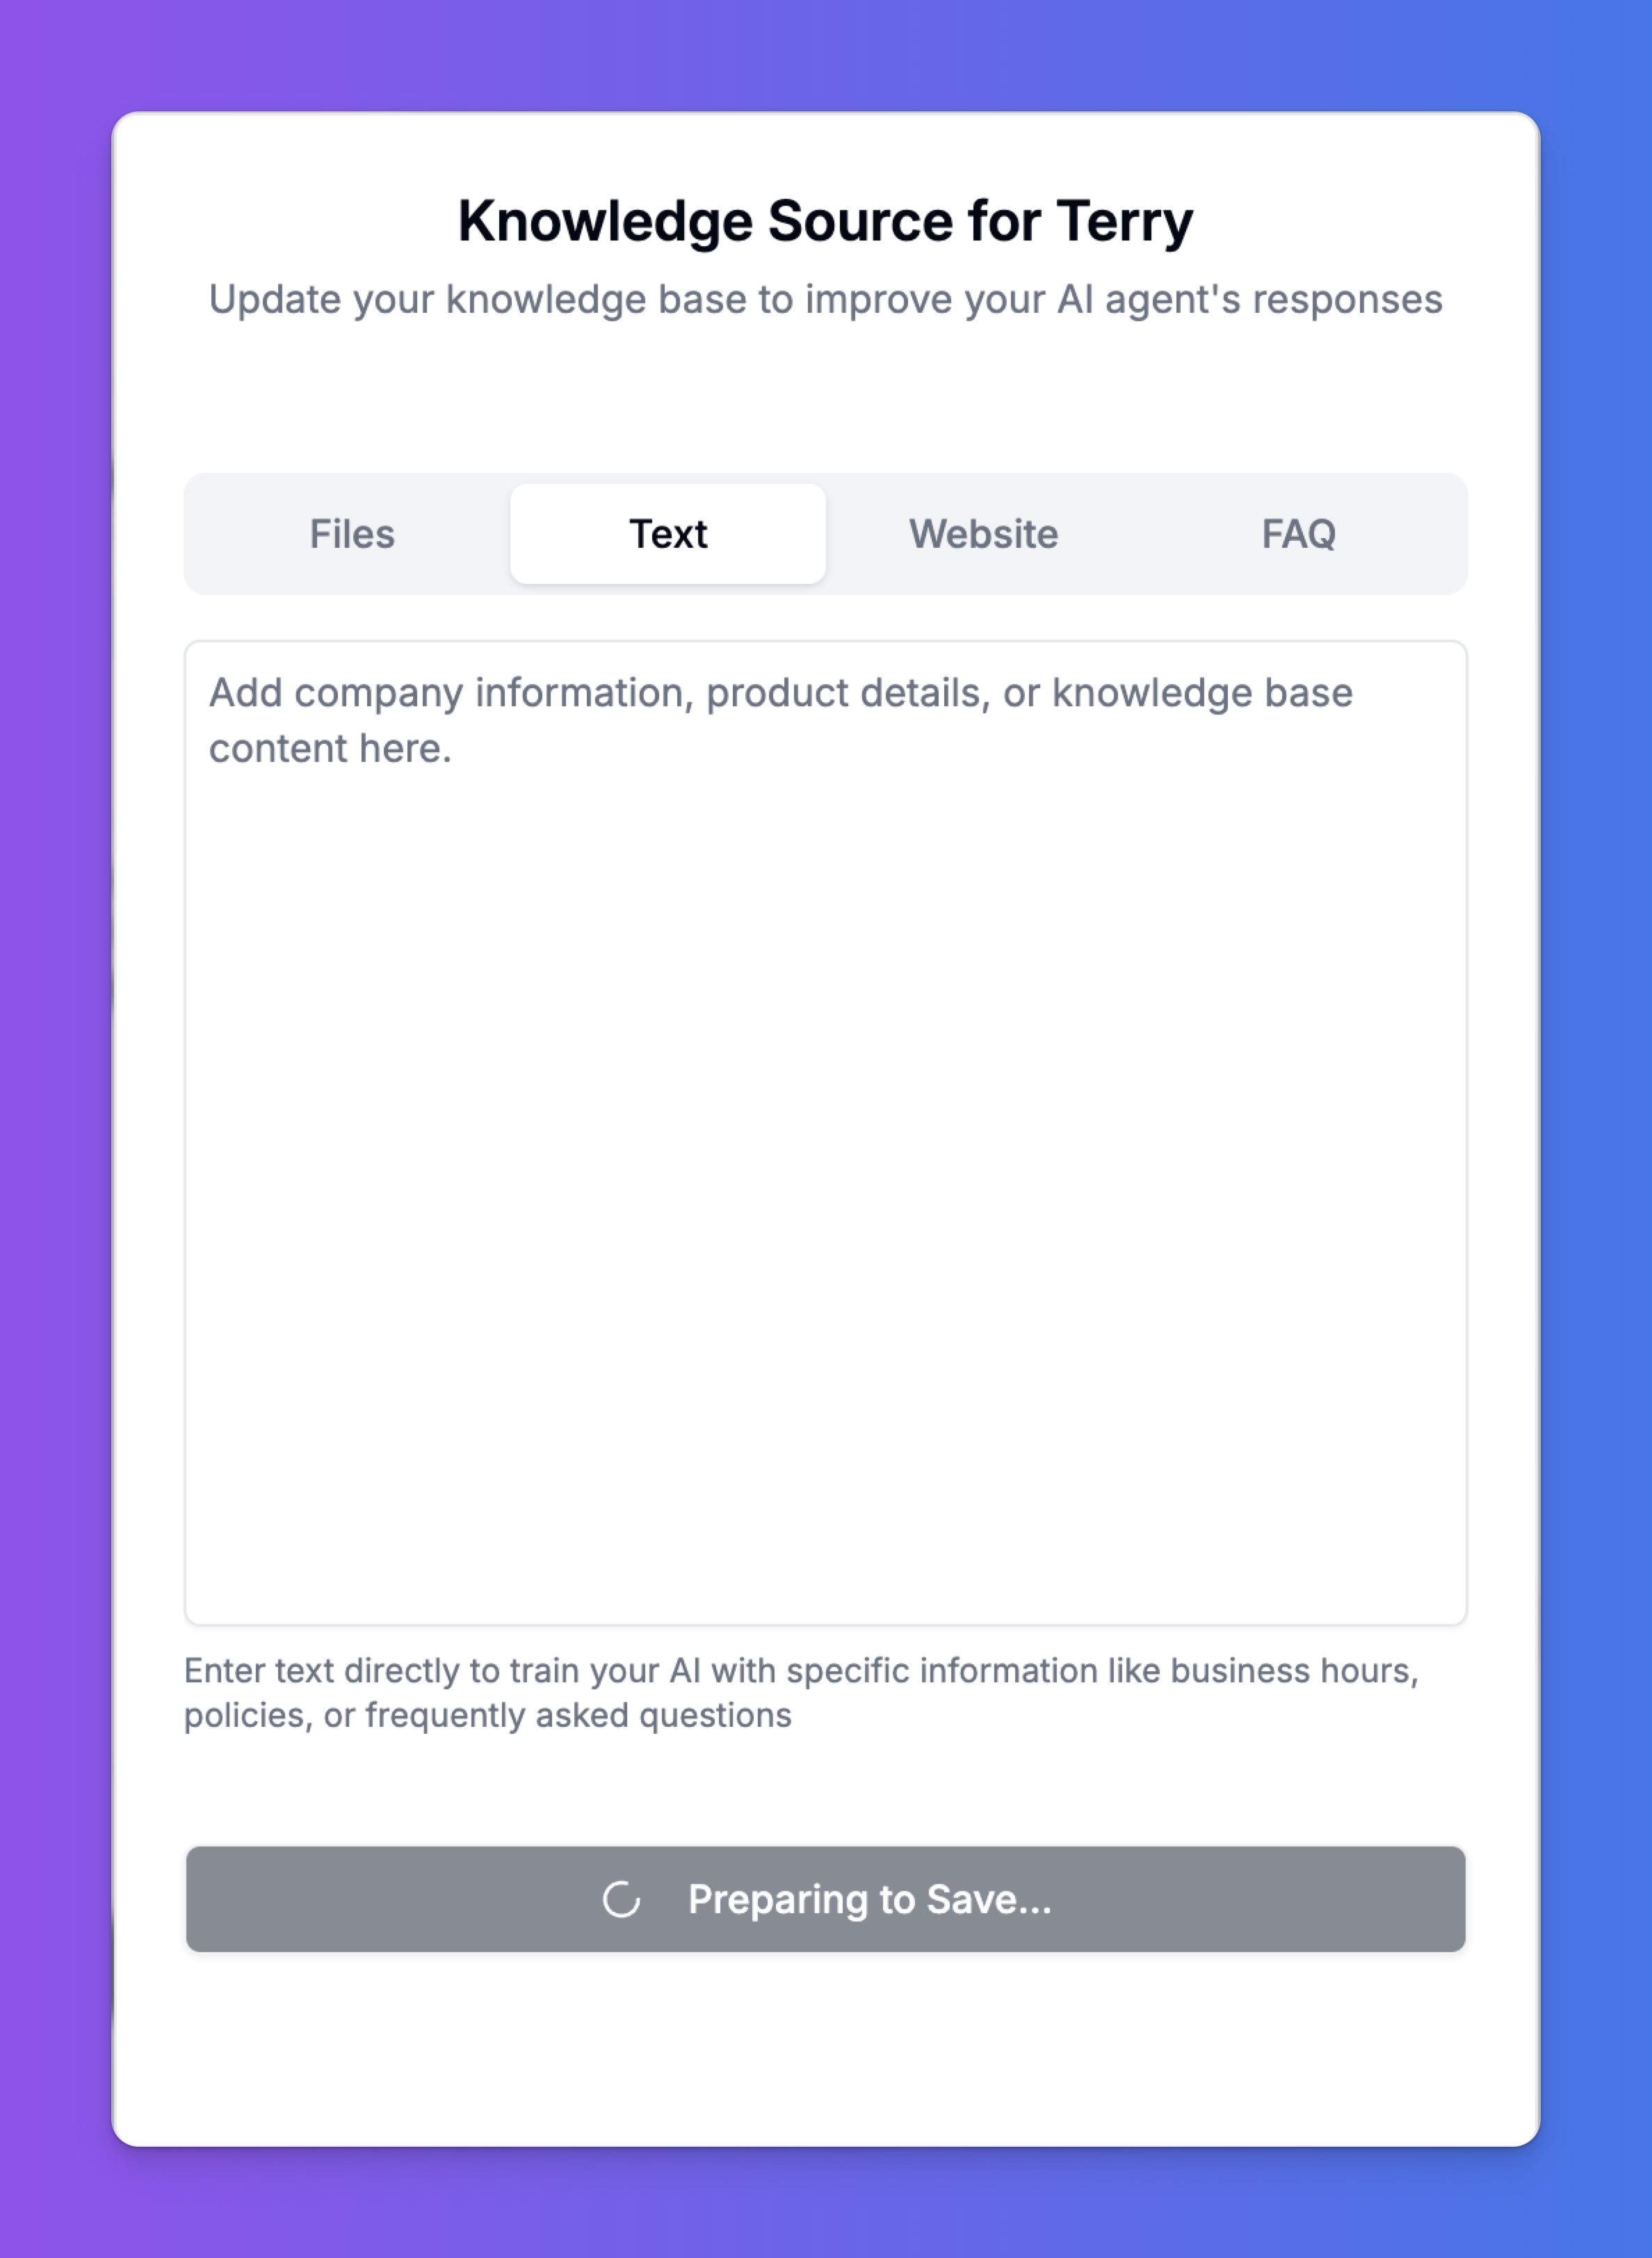 Knowledge Source for Terry
Update your knowledge base to improve your AI agent's responses
Files
Text
Website
FAQ
Add company information, product details, or knowledge base
content here.
Enter text directly to train your AI with specific information like business hours,
policies, or frequently asked questions
Preparing to Save...